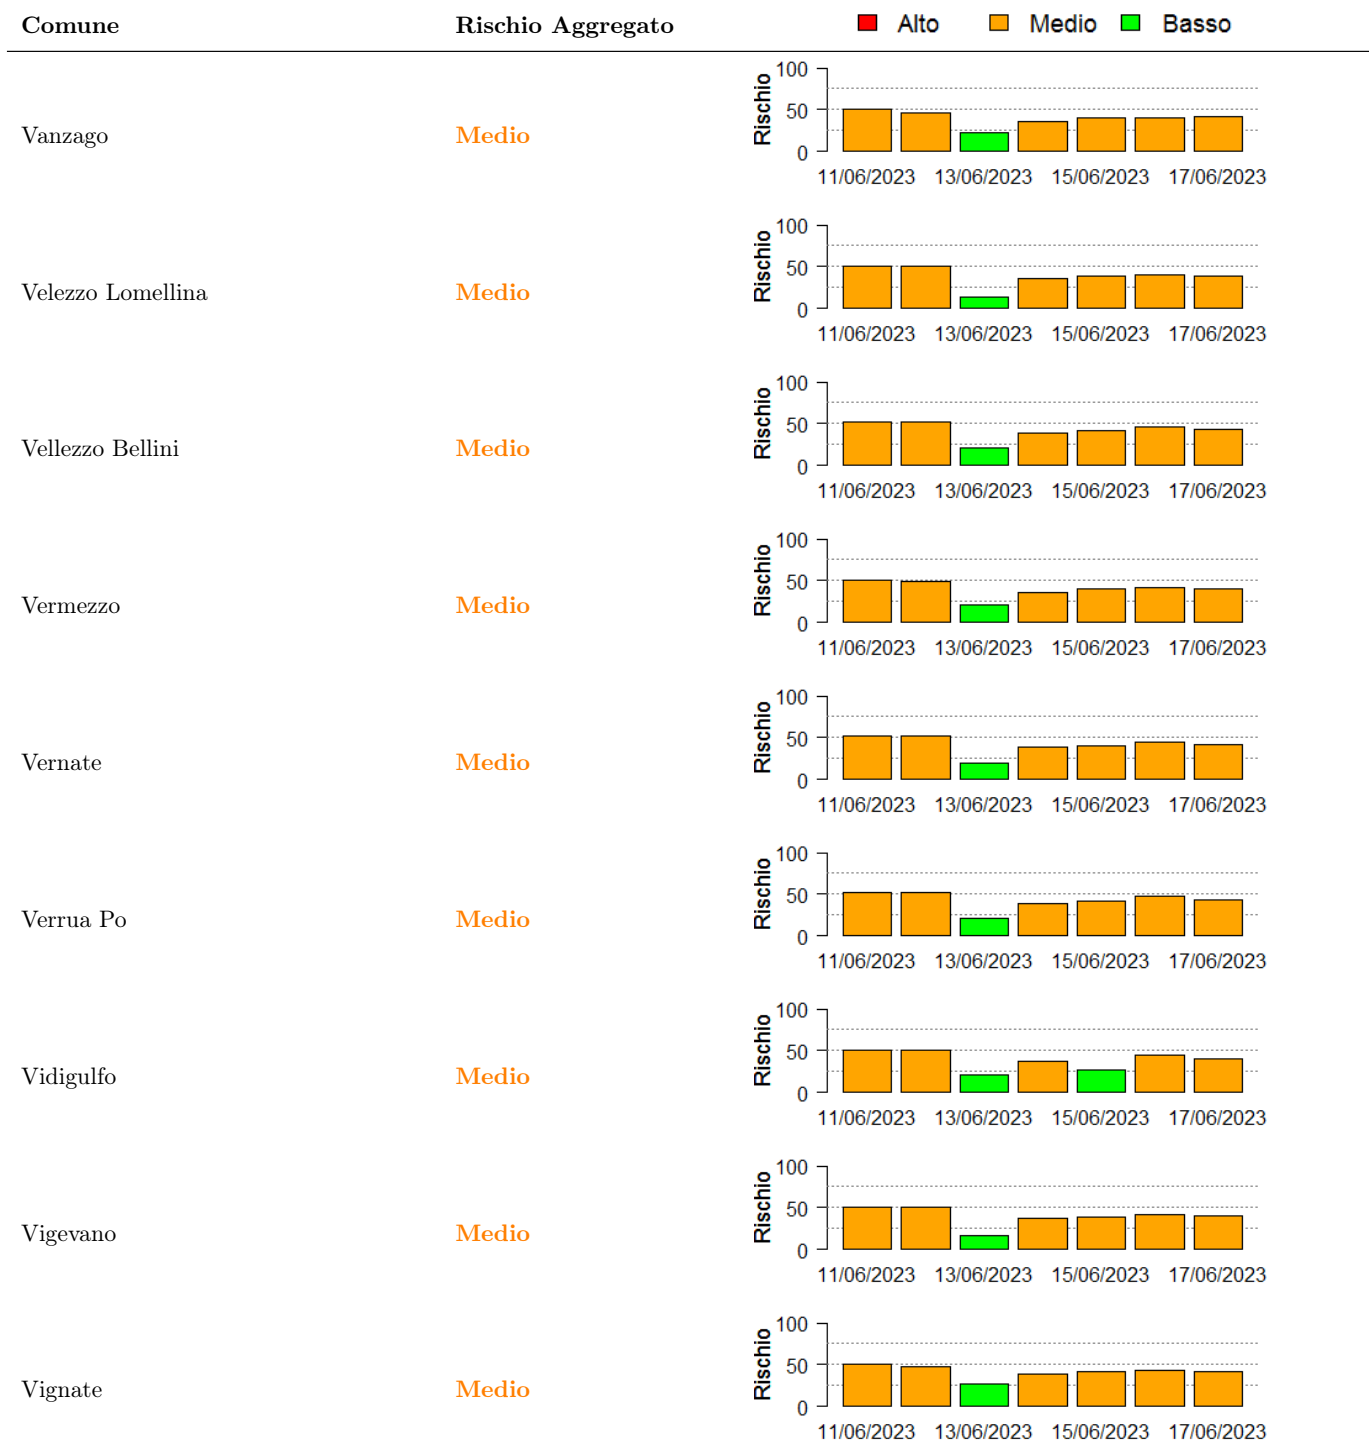 Comune Rischio Aggregato Alto Medio Basso
Vanzago Medio
Rischio
100
50
0
11/06/2023 13/06/2023 15/06/2023 17/06/2023
Velezzo Lomellina Medio
Rischio
100
50
0
11/06/2023 13/06/2023 15/06/2023 17/06/2023
Vellezzo Bellini Medio
Rischio
100
50
0
11/06/2023 13/06/2023 15/06/2023 17/06/2023
Vermezzo Medio
Rischio
100
50
0
11/06/2023 13/06/2023 15/06/2023 17/06/2023
Vernate Medio
Rischio
100
50
0
11/06/2023 13/06/2023 15/06/2023 17/06/2023
Verrua Po Medio
Rischio
100
50
0
11/06/2023 13/06/2023 15/06/2023 17/06/2023
Vidigulfo Medio
Rischio
100
50
0
11/06/2023 13/06/2023 15/06/2023 17/06/2023
Vigevano Medio
Rischio
100
50
0
11/06/2023 13/06/2023 15/06/2023 17/06/2023
Vignate Medio
Rischio
100
50
0
11/06/2023 13/06/2023 15/06/2023 17/06/2023